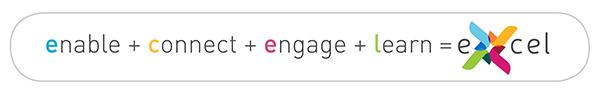 enable + connect + engage + learn = eXcel